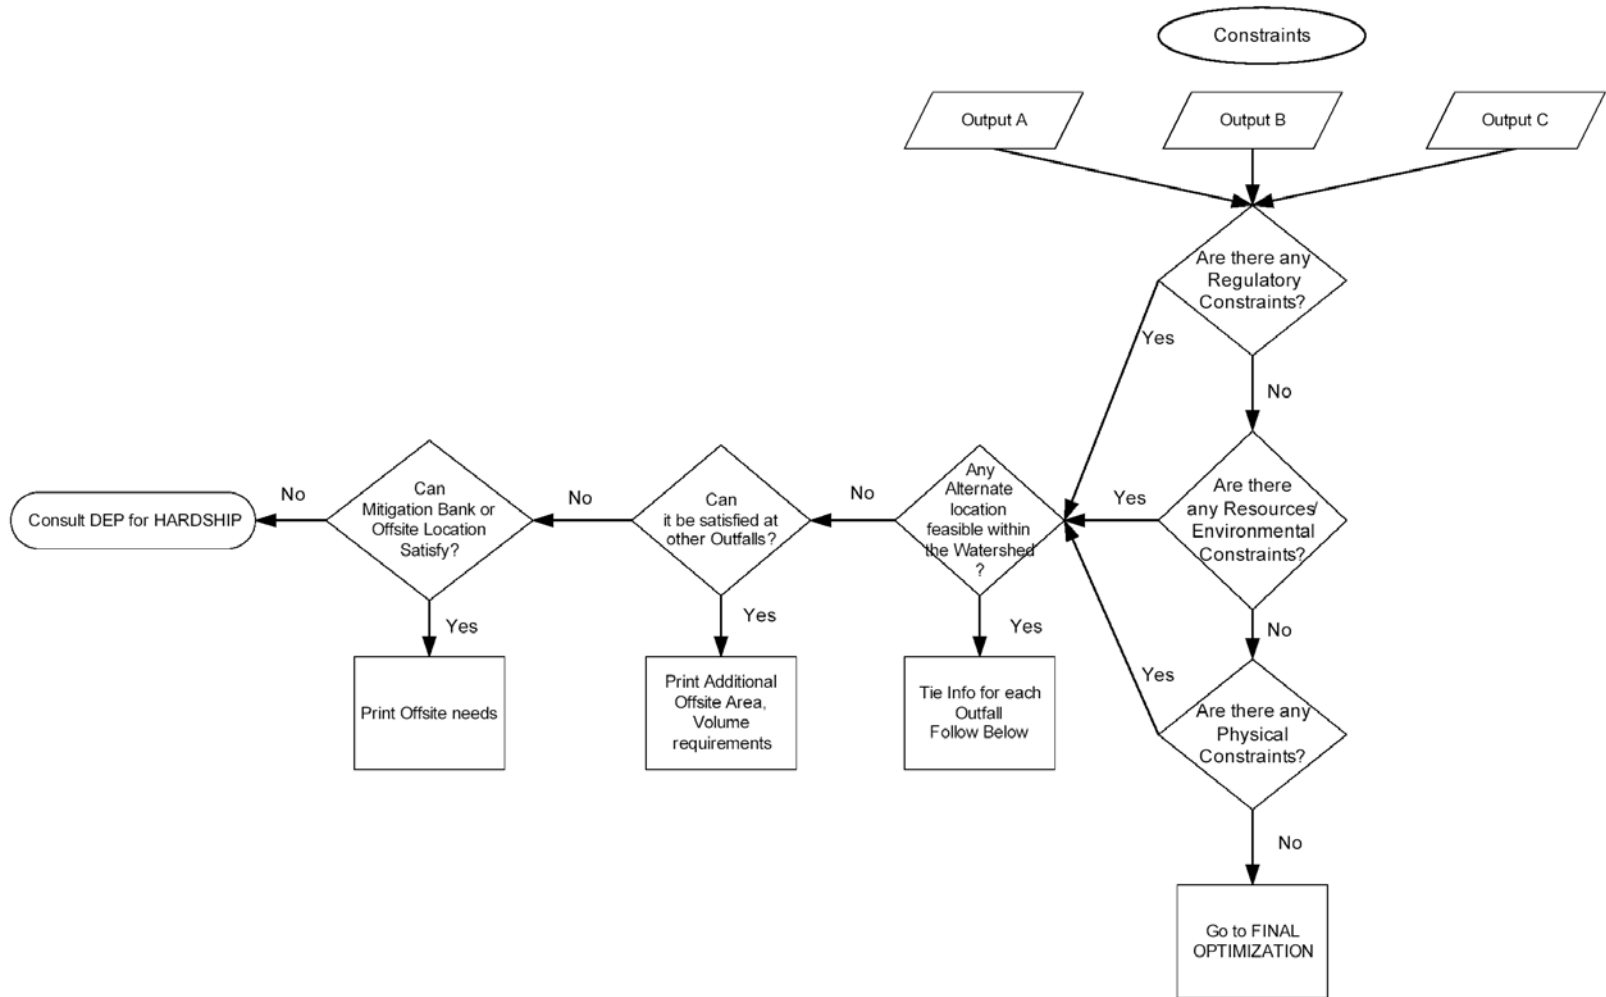 Constraints
Output A
Output B
Output C
Are there any
Regulatory
Constraints?
Yes
No
Any
Alternate
location
feasible within
the Watershed
?
Are there
any Resources/
Environmental
Constraints?
Yes
No
Can
it be satisfied at
other Outfalls?
No
Can
Mitigation Bank or
Offsite Location
Satisfy?
No
Consult DEP for HARDSHIP
Yes
Print Offsite needs
Yes
Print Additional
Offsite Area,
Volume
requirements
Yes
Tie Info for each
Outfall
Follow Below
No
Yes
Are there any
Physical
Constraints?
No
Go to FINAL
OPTIMIZATION